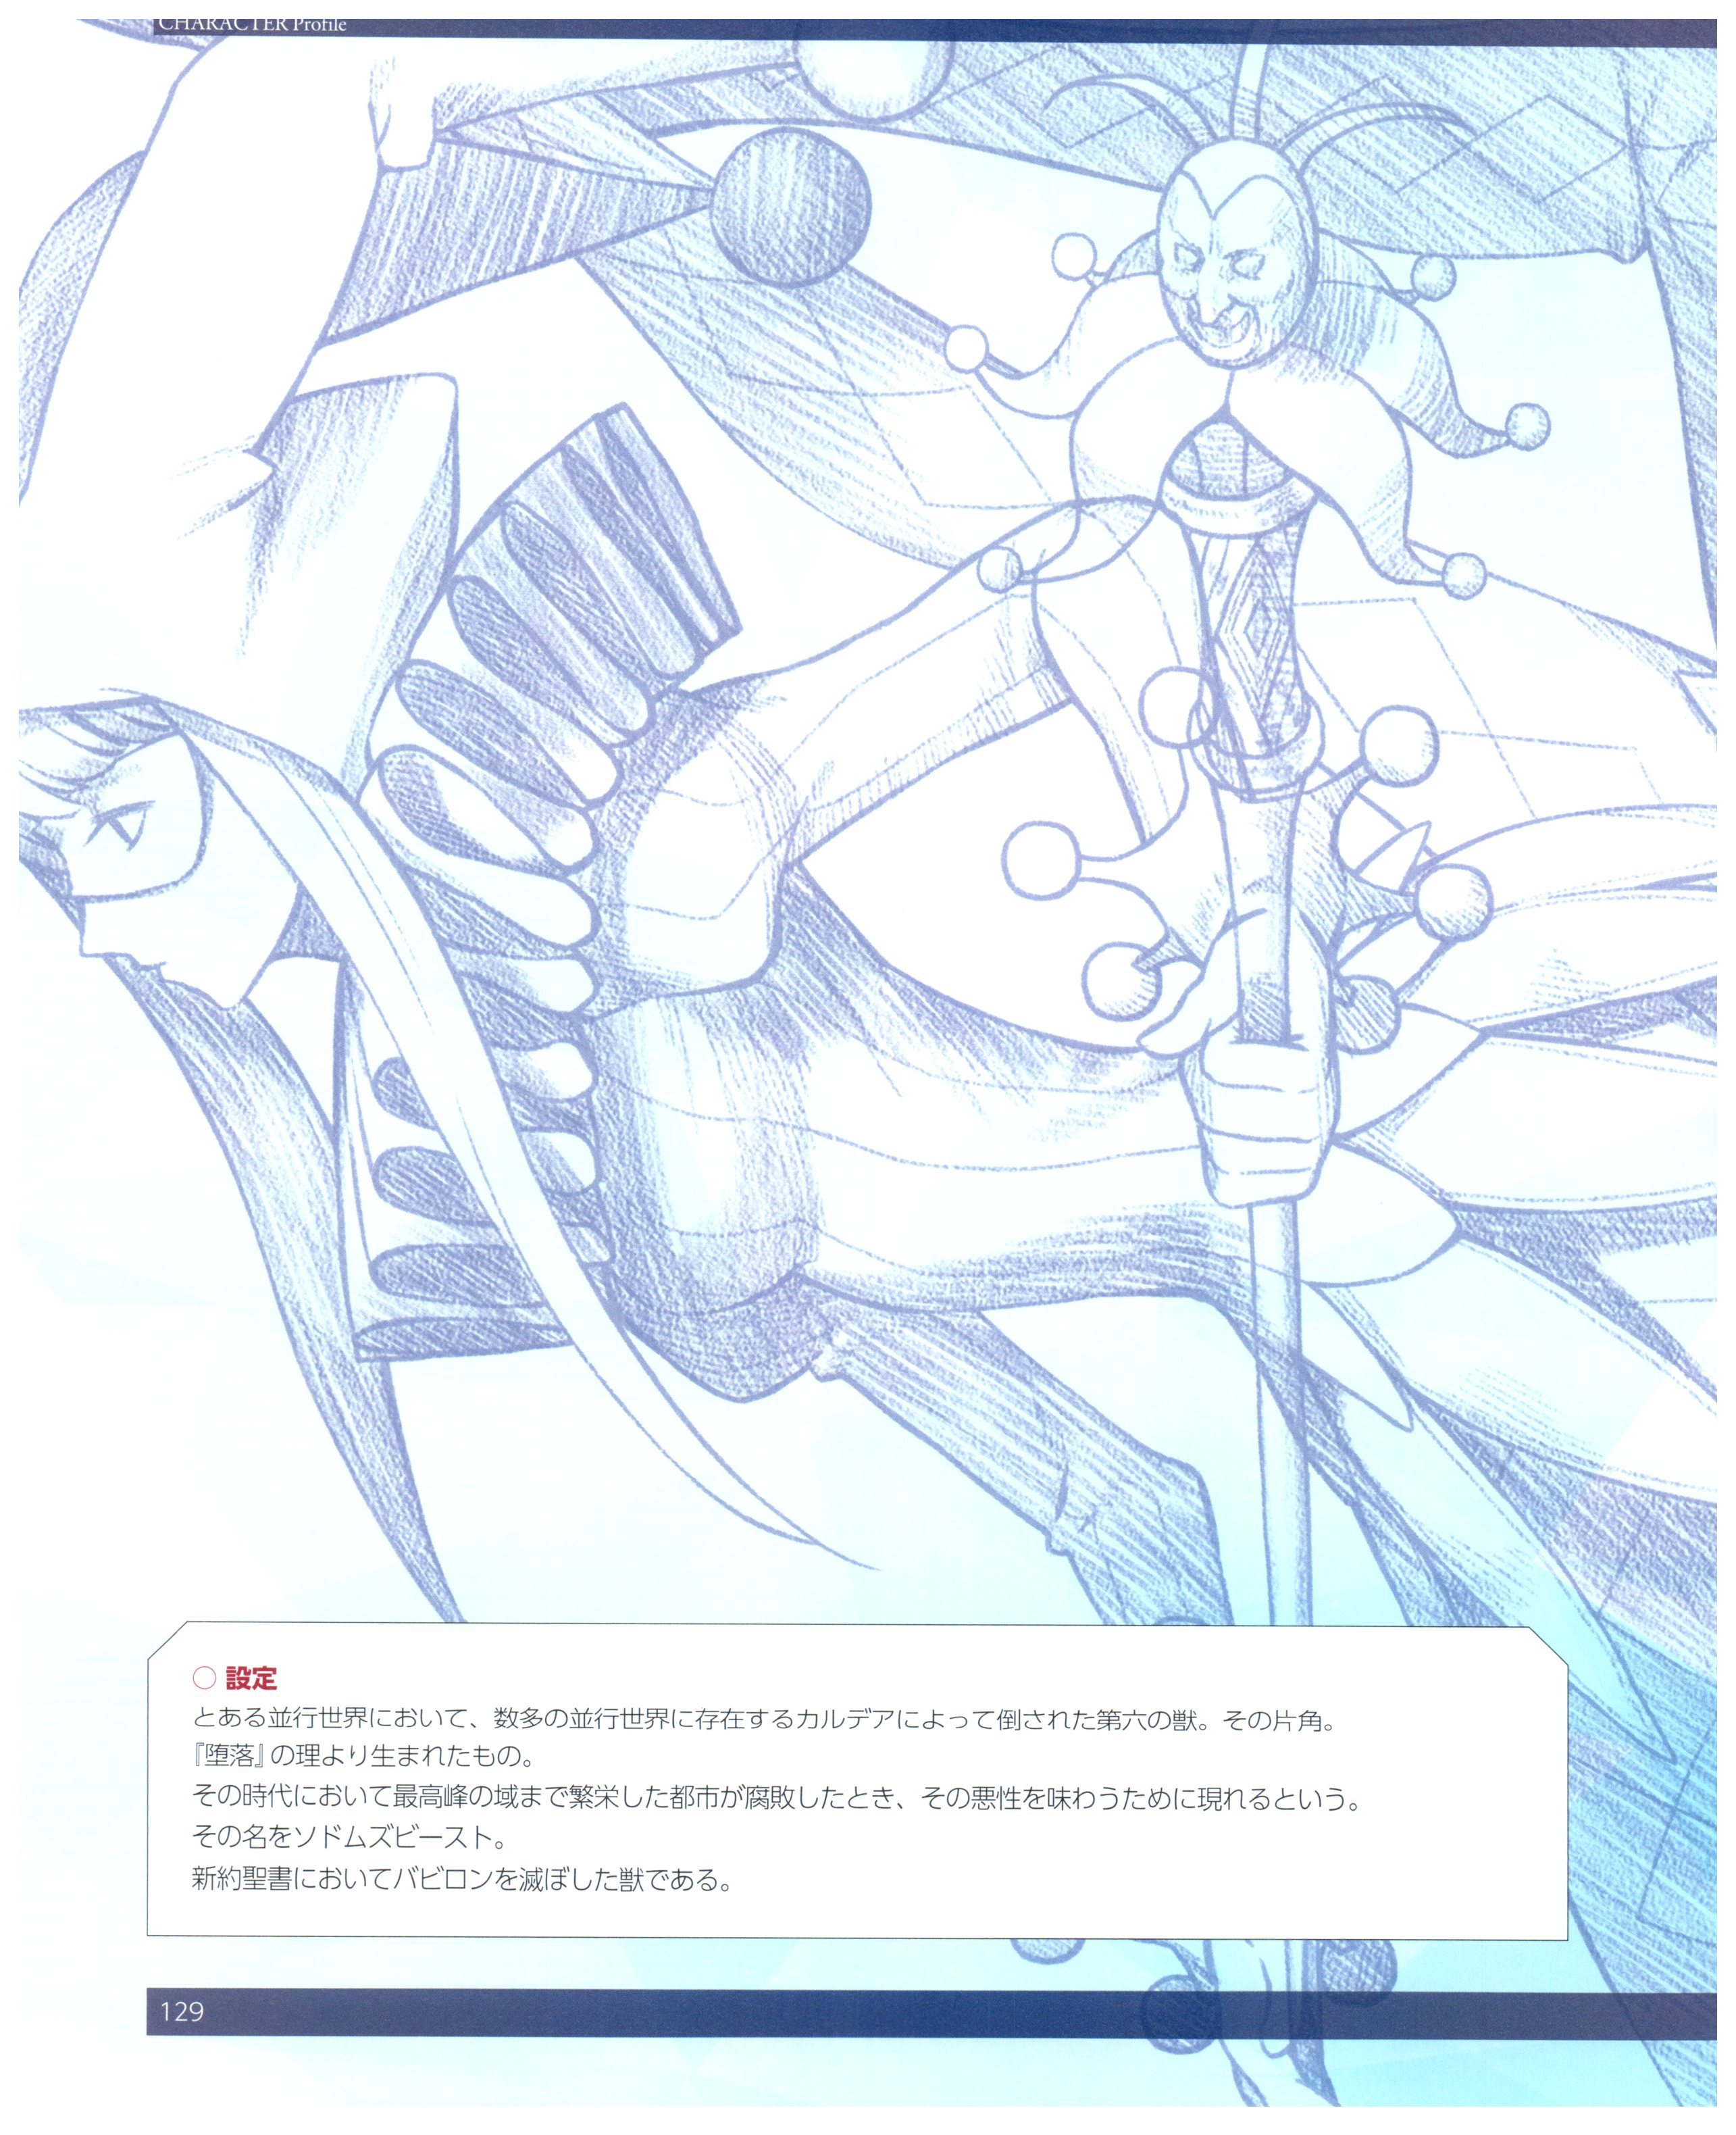 CHARACTER Profile
○ 設定
とある並行世界において、数多の並行世界に存在するカルデアによって倒された第六の獣。その片角。
『堕落』の理より生まれたもの。
その時代において最高峰の域まで繁栄した都市が腐敗したとき、その悪性を味わうために現れるという。
その名をソドムズビースト。
新約聖書においてバビロンを滅ぼした獣である。
129